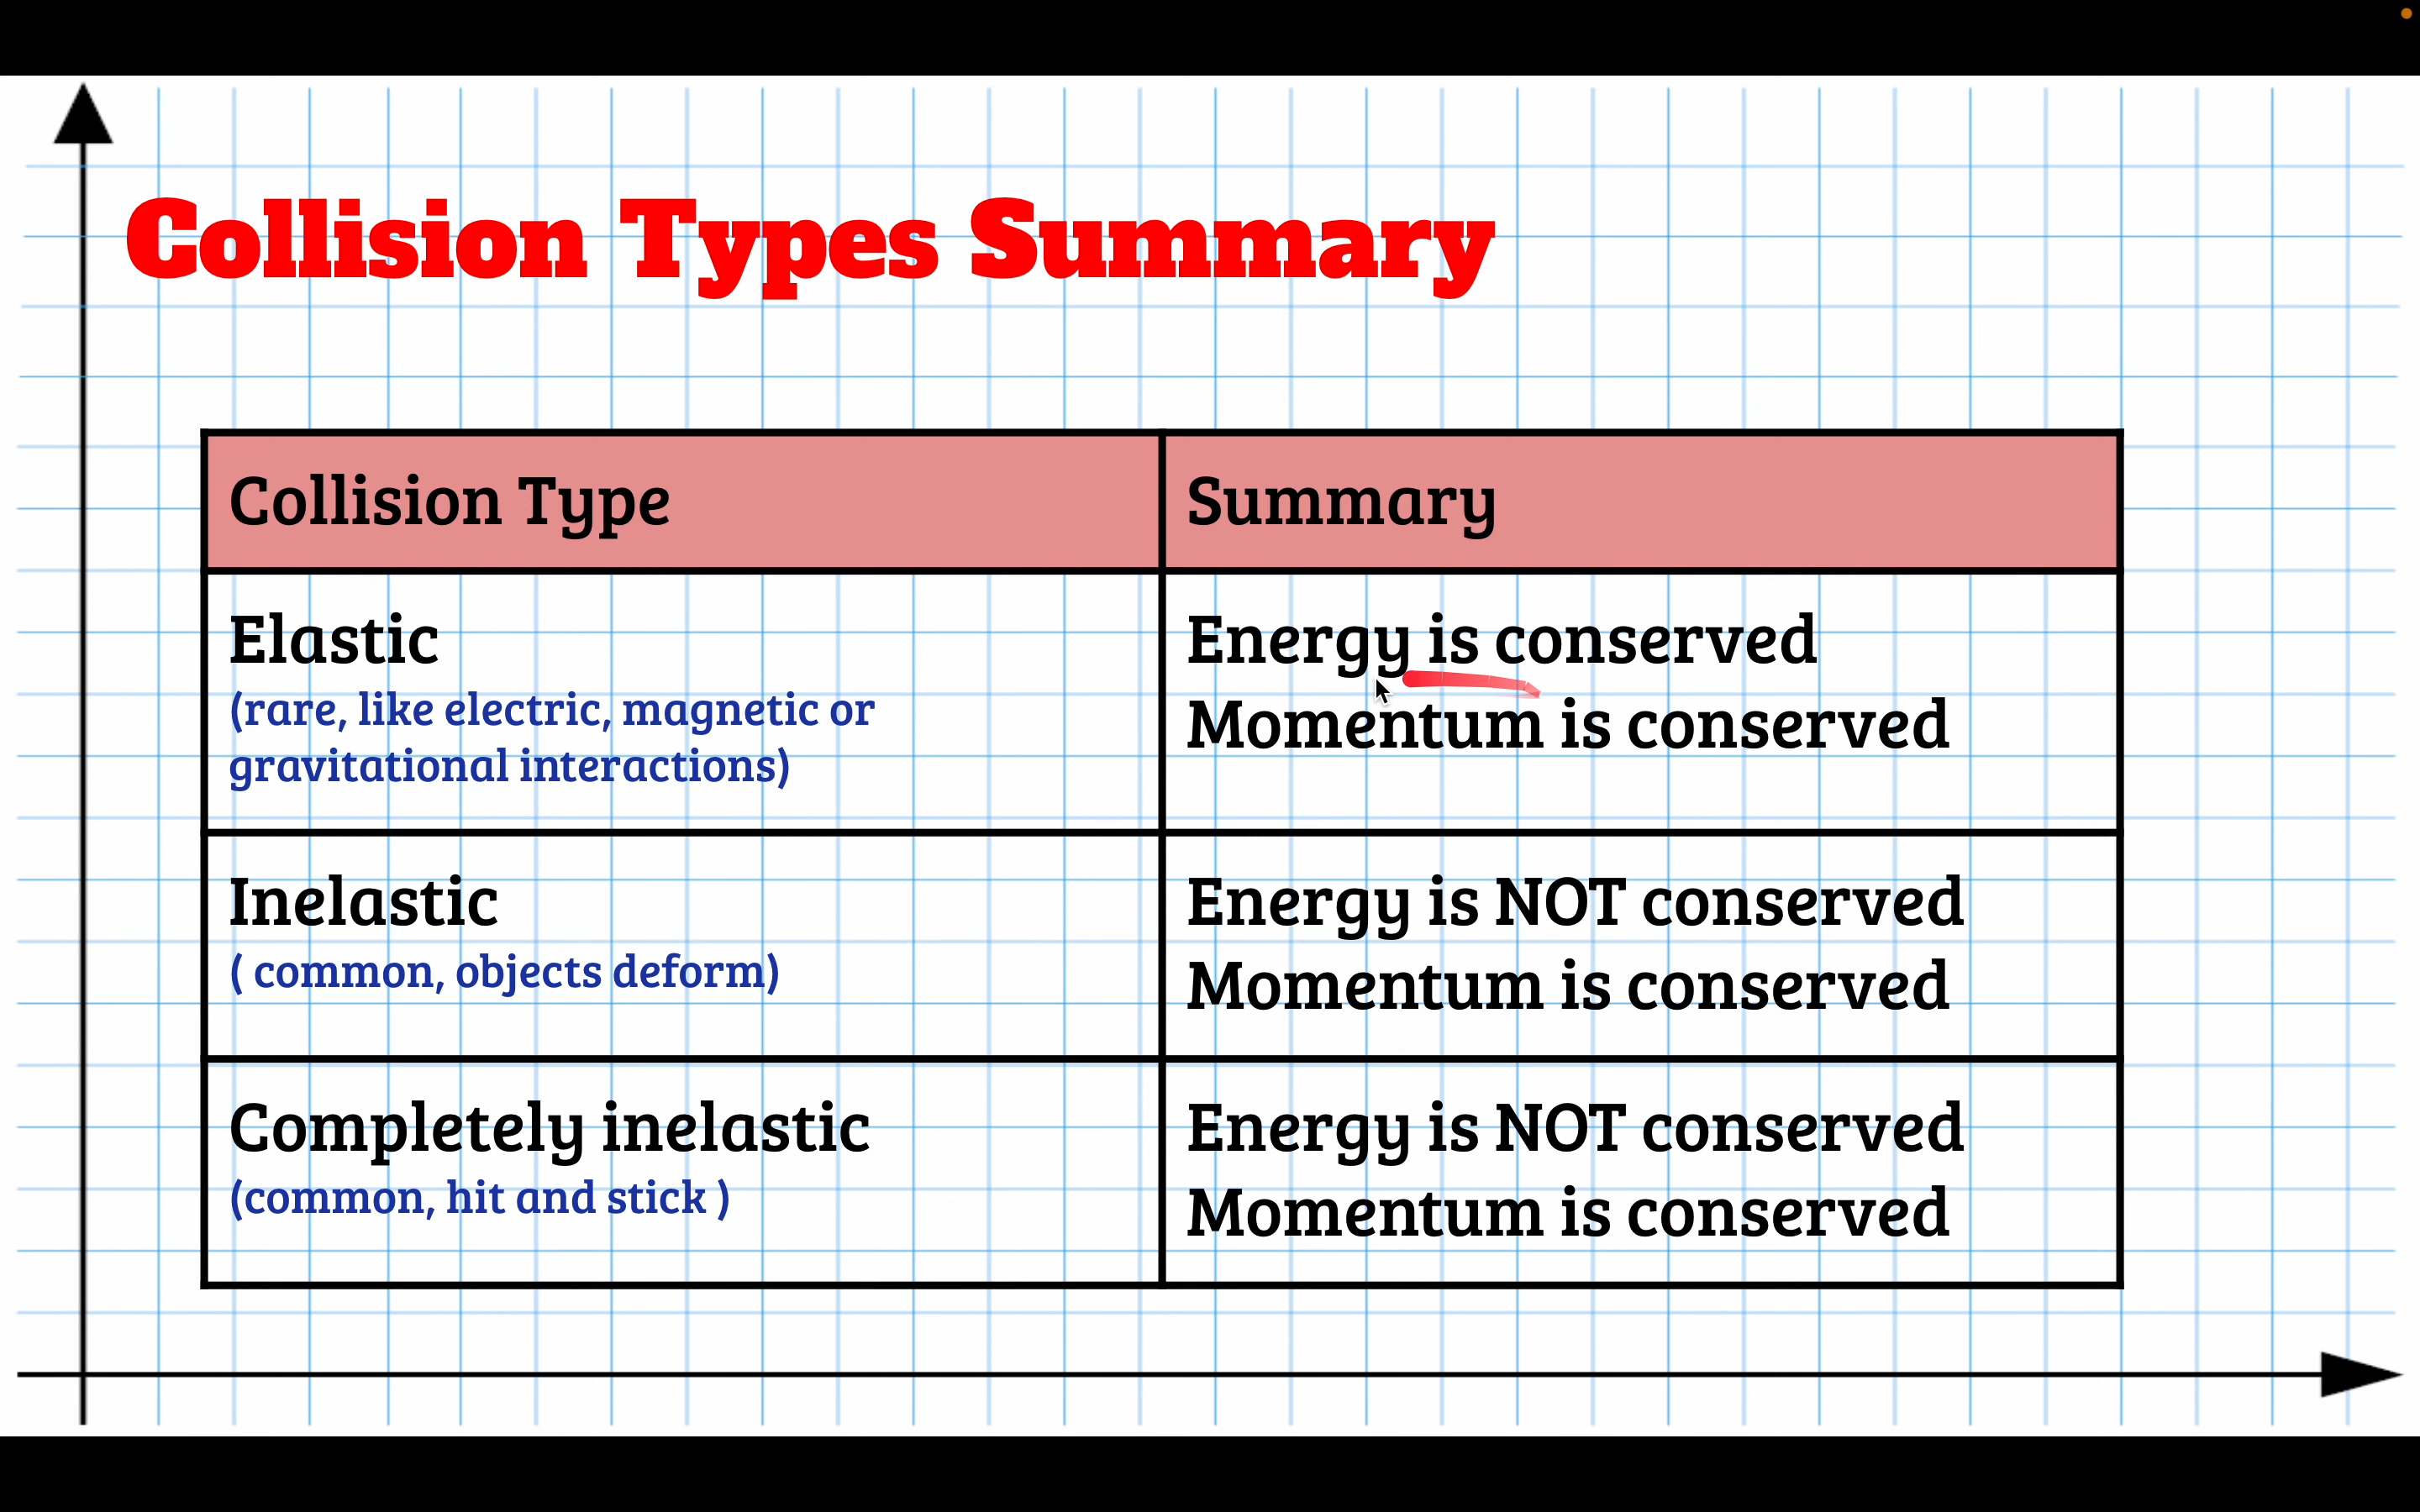 Collision Types Summary
Collision Type
Summary
Elastic
(rare, like electric, magnetic or
gravitational interactions)
Energy is conserved
Momentum is conserved
Inelastic
( common, objects deform)
Energy is NOT conserved
Momentum is conserved
Completely inelastic
(common, hit and stick )
Energy is NOT conserved
Momentum is conserved